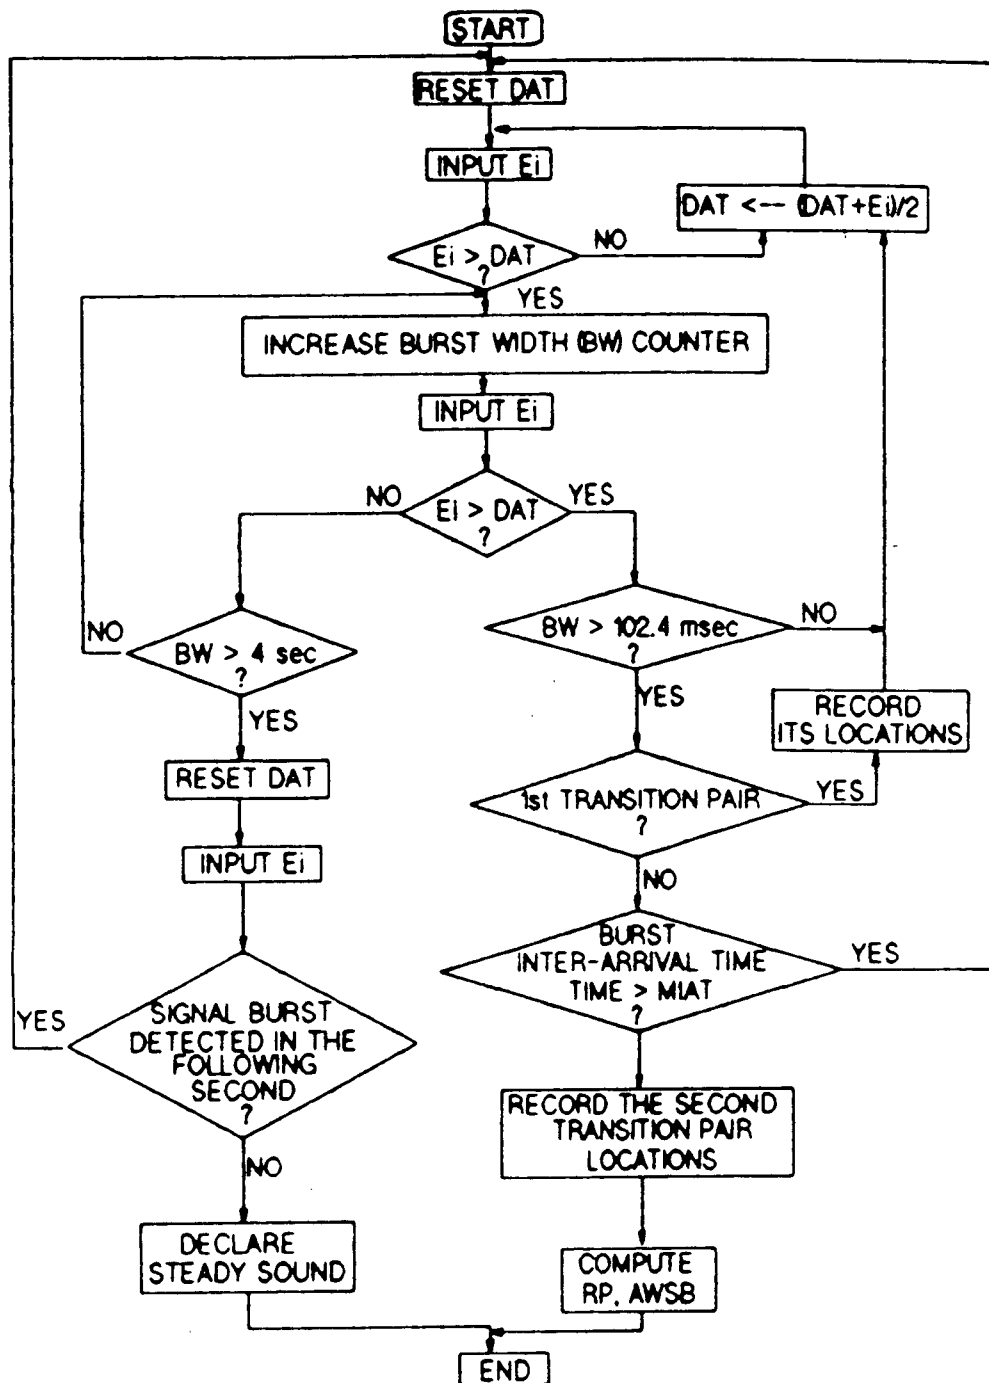 START
RESET DAT
INPUT Ei
DAT <-- (DAT+Ei)/2
Ei > DAT
?
NO
YES
INCREASE BURST WIDTH (BW) COUNTER
INPUT Ei
NO
Ei > DAT
?
YES
NO
BW > 4 sec
?
BW > 102.4 msec
?
NO
YES
YES
RECORD
ITS LOCATIONS
RESET DAT
1st TRANSITION PAIR
?
YES
INPUT Ei
NO
BURST
INTER-ARRIVAL TIME
TIME > MIAT
?
YES
YES
SIGNAL BURST
DETECTED IN THE
FOLLOWING
SECOND
?
RECORD THE SECOND
TRANSITION PAIR
LOCATIONS
NO
DECLARE
STEADY SOUND
COMPUTE
RP, AWSB
END